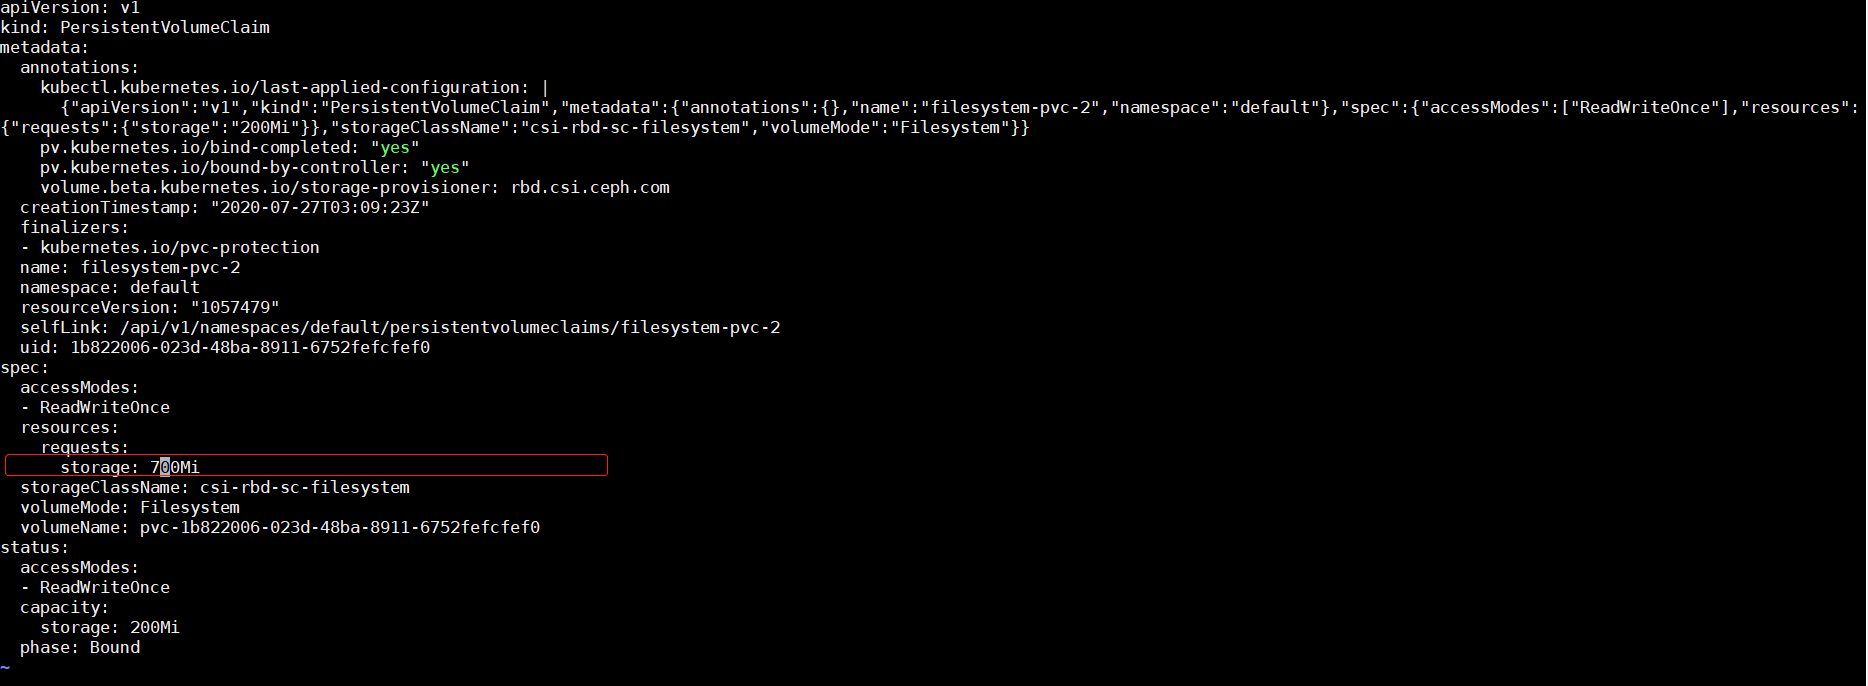 apiVersion: v1
kind: PersistentVolumeClaim
metadata:
  annotations:
    kubectl.kubernetes.io/last-applied-configuration: |
      {"apiVersion":"v1","kind":"PersistentVolumeClaim","metadata":{"annotations":{},"name":"filesystem-pvc-2","namespace":"default"},"spec":{"accessModes":["ReadWriteOnce"],"resources":
{"requests":{"storage":"200Mi"}},"storageClassName":"csi-rbd-sc-filesystem","volumeMode":"Filesystem"}}
    pv.kubernetes.io/bind-completed: "yes"
    pv.kubernetes.io/bound-by-controller: "yes"
    volume.beta.kubernetes.io/storage-provisioner: rbd.csi.ceph.com
  creationTimestamp: "2020-07-27T03:09:23Z"
  finalizers:
  - kubernetes.io/pvc-protection
  name: filesystem-pvc-2
  namespace: default
  resourceVersion: "1057479"
  selfLink: /api/v1/namespaces/default/persistentvolumeclaims/filesystem-pvc-2
  uid: 1b822006-023d-48ba-8911-6752fefcfef0
spec:
  accessModes:
  - ReadWriteOnce
  resources:
    requests:
      storage: 700Mi
  storageClassName: csi-rbd-sc-filesystem
  volumeMode: Filesystem
  volumeName: pvc-1b822006-023d-48ba-8911-6752fefcfef0
status:
  accessModes:
  - ReadWriteOnce
  capacity:
    storage: 200Mi
  phase: Bound
~